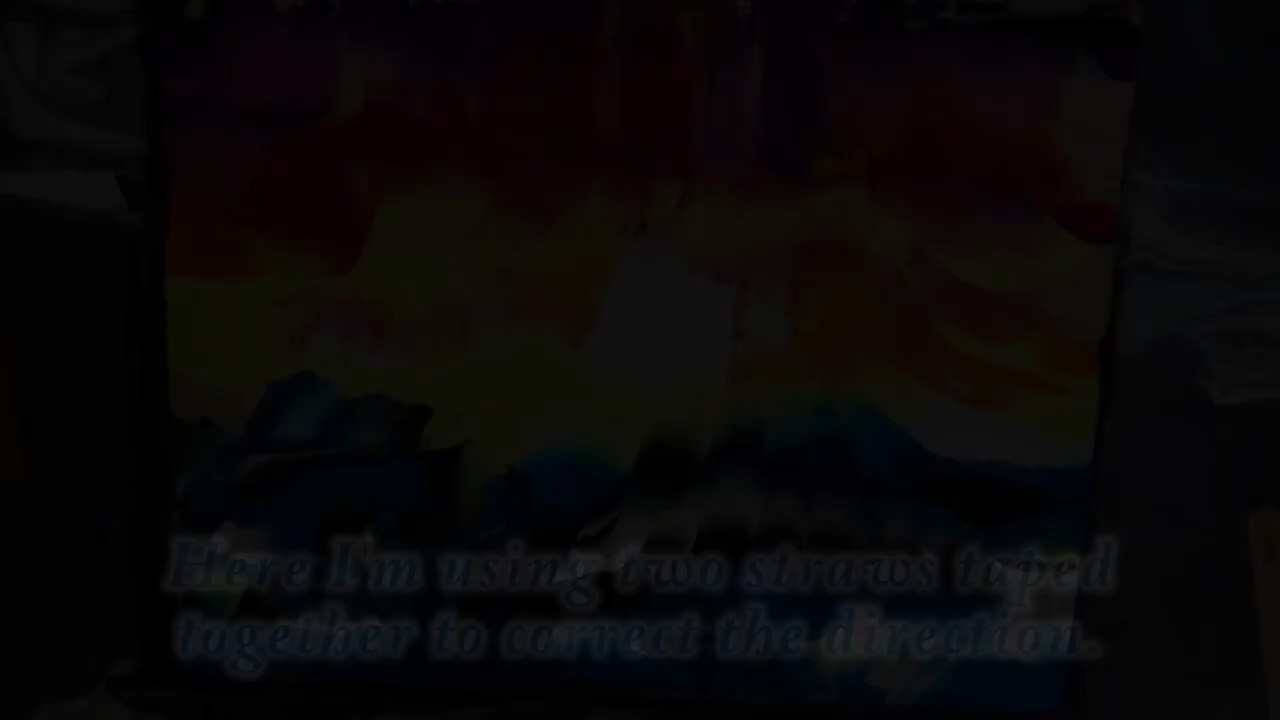 Here I'm using two straws taped
together to correct the direction.